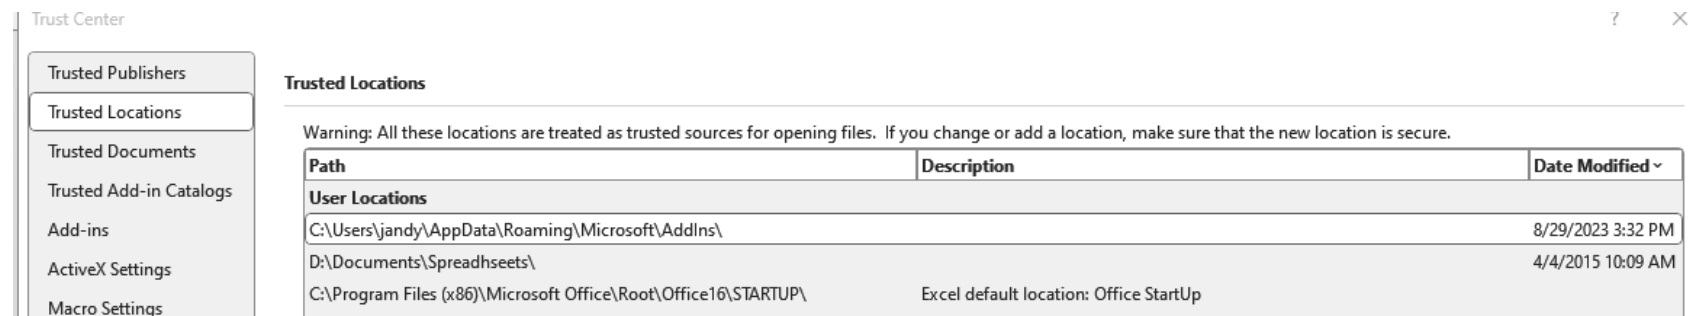 Trust Center ? ×
Trusted Publishers
Trusted Locations
Trusted Documents
Trusted Add-in Catalogs
Add-ins
ActiveX Settings
Macro Settings
Trusted Locations
Warning: All these locations are treated as trusted sources for opening files. If you change or add a location, make sure that the new location is secure.
Path Description Date Modified
User Locations
C:\Users\jandy\AppData\Roaming\Microsoft\AddIns\ 8/29/2023 3:32 PM
D:\Documents\Spreadhseets\ 4/4/2015 10:09 AM
C:\Program Files (x86)\Microsoft Office\Root\Office16\STARTUP\ Excel default location: Office StartUp